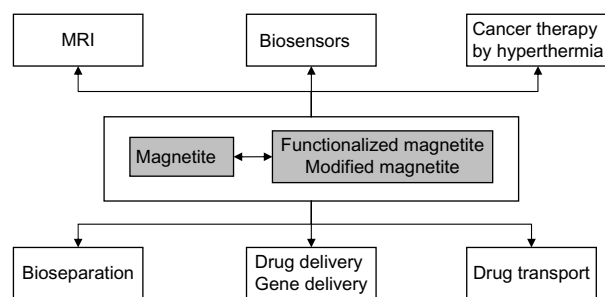 MRI
Biosensors
Cancer therapy
by hyperthermia
Magnetite
Functionalized magnetite
Modified magnetite
Bioseparation
Drug delivery
Gene delivery
Drug transport